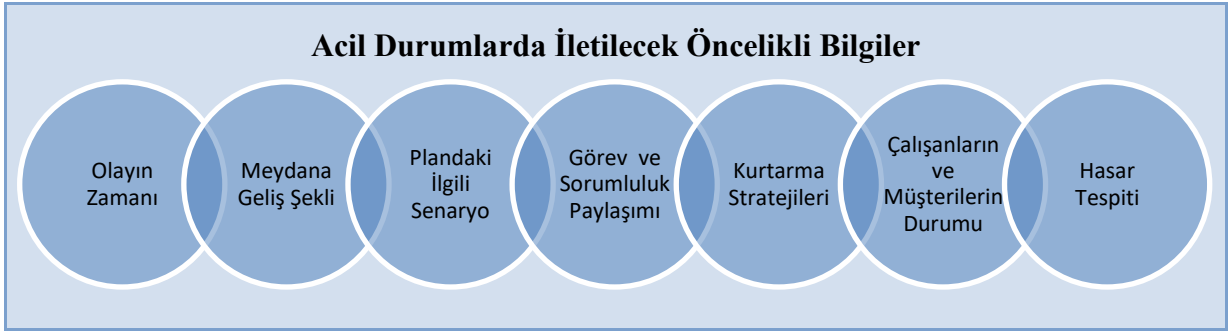 Acil Durumlarda İletilecek Öncelikli Bilgiler
Olayın
Zamanı
Meydana
Geliş Şekli
Plandaki
İlgili
Senaryo
Görev ve
Sorumluluk
Paylaşımı
Kurtarma
Stratejileri
Çalışanların
ve
Müşterilerin
Durumu
Hasar
Tespiti